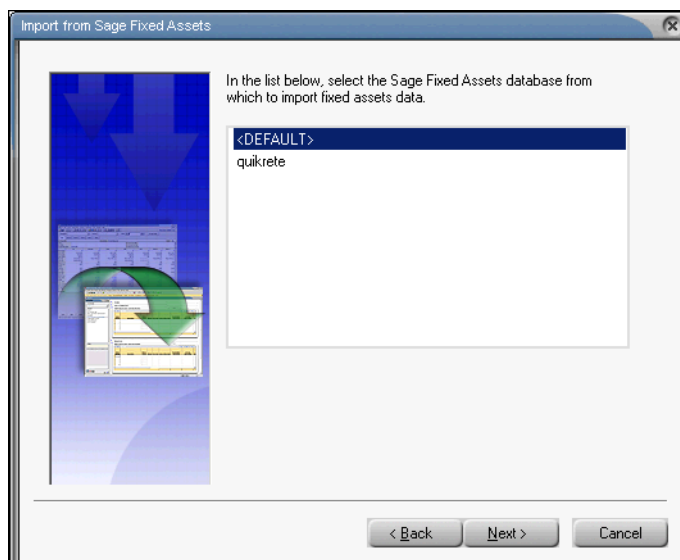 Import from Sage Fixed Assets
In the list below, select the Sage Fixed Assets database from
which to import fixed assets data.
<DEFAULT>
quikrete
< Back
Next >
Cancel